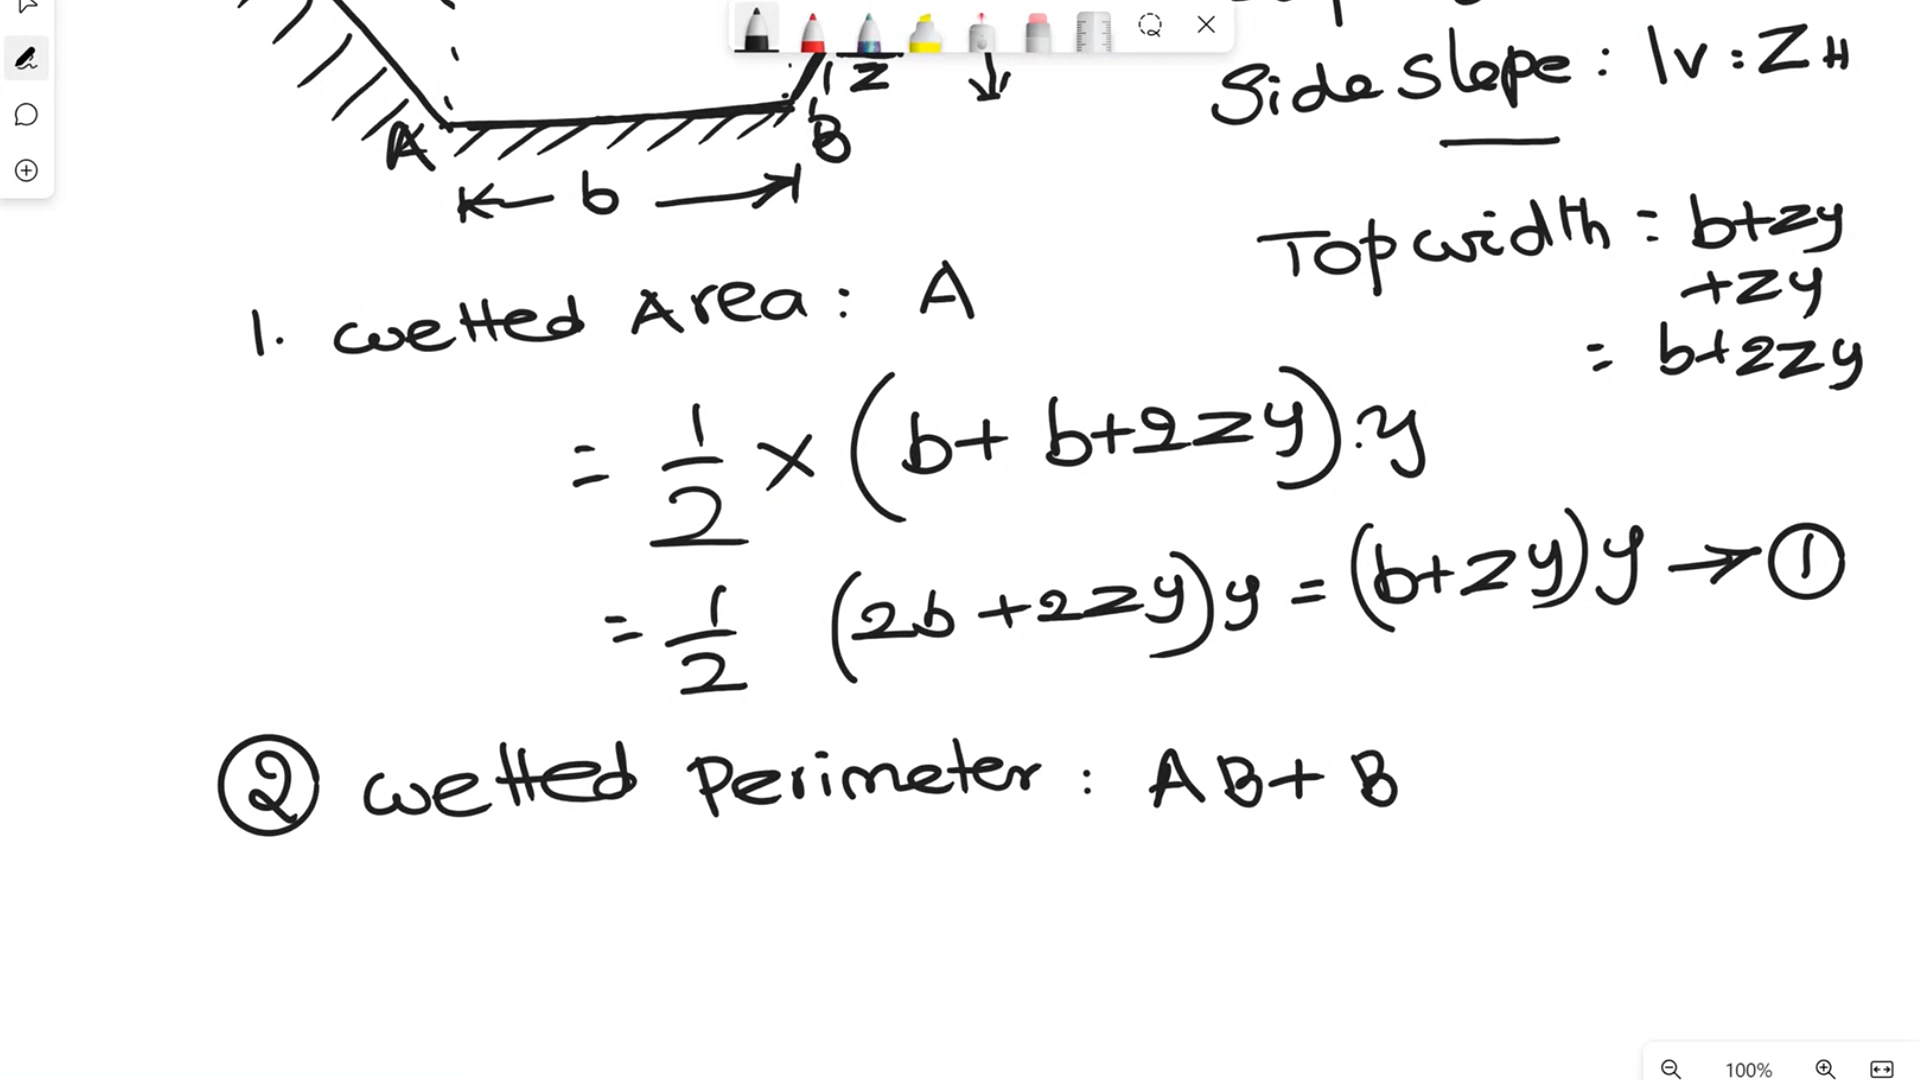 Side Slope : 1V : ZH
1 Z
A
B
b
Top width = b+zy
+zy
= b+2zy
1. Wetted Area : A
= 1/2 × (b + b+2zy).y
= 1/2 (2b +2zy)y = (b+zy)y → ①
② Wetted Perimeter : AB+ B
100%